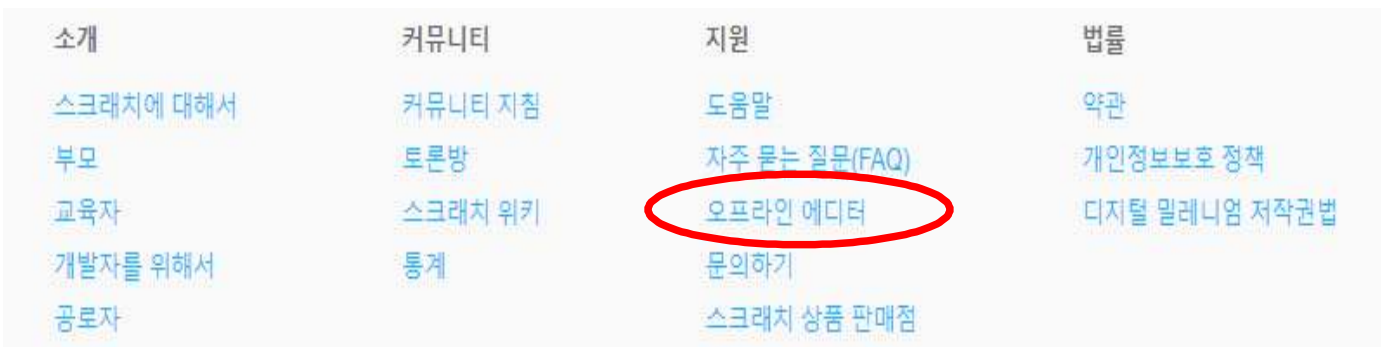 소개
스크래치에 대해서
부모
교육자
개발자를 위해서
공로자
커뮤니티
커뮤니티 지침
토론방
스크래치 위키
통계
지원
도움말
자주 묻는 질문(FAQ)
오프라인 에디터
문의하기
스크래치 상품 판매점
법률
약관
개인정보보호 정책
디지털 밀레니엄 저작권법